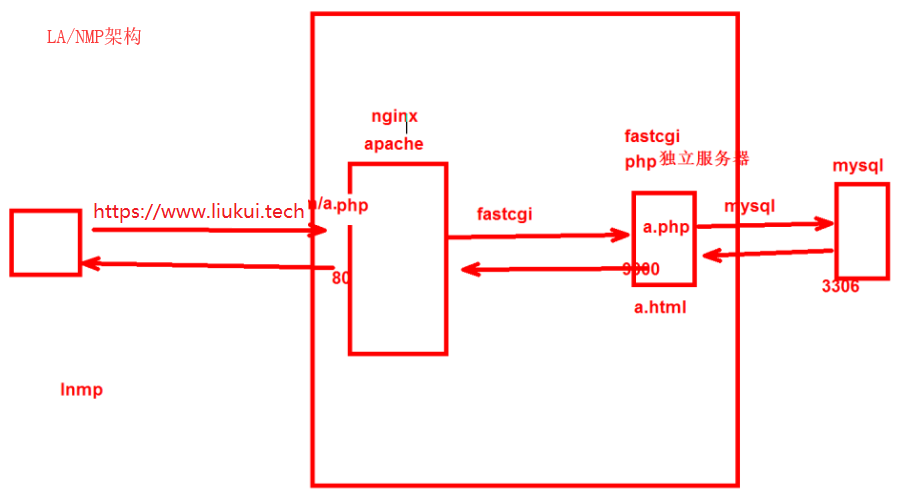 LA/NMP架构
nginx
apache
fastcgi
php独立服务器
mysql
https://www.liukui.tech
n/a.php
fastcgi
a.php
mysql
80
3306
a.html
lnmp